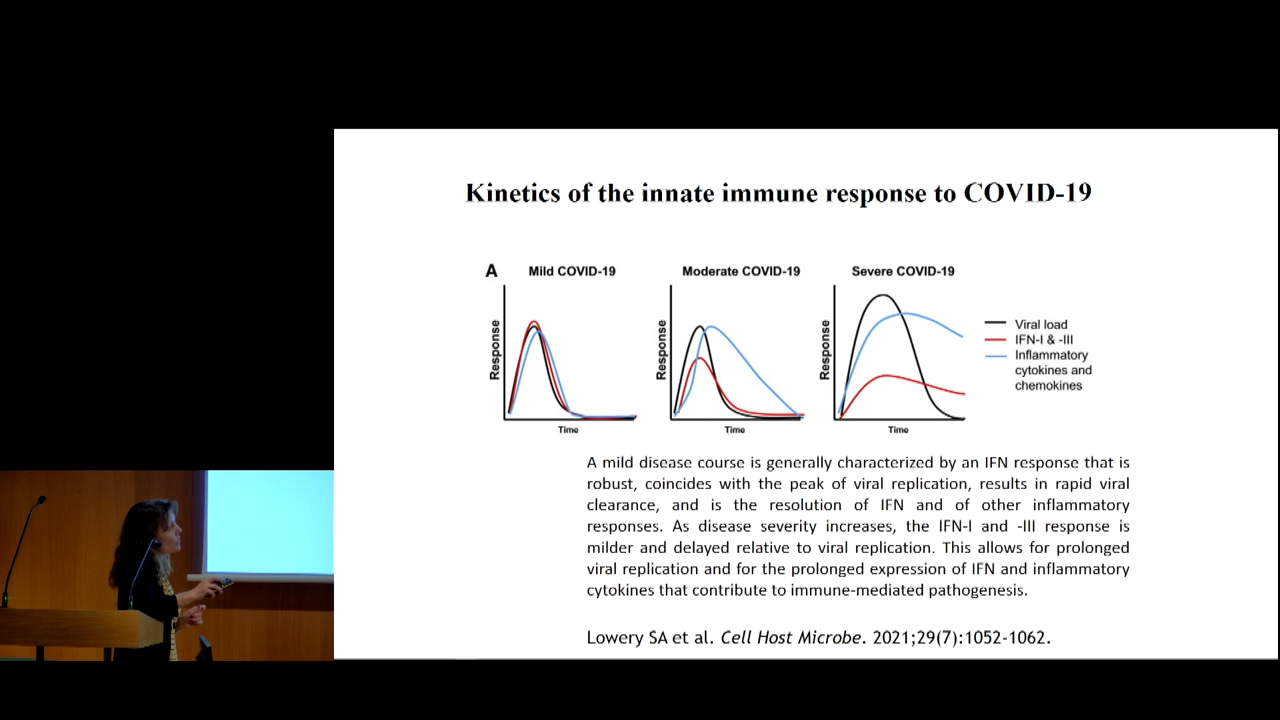 Kinetics of the innate immune response to COVID-19
A
Mild COVID-19
Moderate COVID-19
Severe COVID-19
Response
Response
Response
Time
Time
Time
Viral load
IFN-I & -III
Inflammatory
cytokines and
chemokines
A mild disease course is generally characterized by an IFN response that is
robust, coincides with the peak of viral replication, results in rapid viral
clearance, and is the resolution of IFN and of other inflammatory
responses. As disease severity increases, the IFN-I and -III response is
milder and delayed relative to viral replication. This allows for prolonged
viral replication and for the prolonged expression of IFN and inflammatory
cytokines that contribute to immune-mediated pathogenesis.
Lowery SA et al. Cell Host Microbe. 2021;29(7):1052-1062.